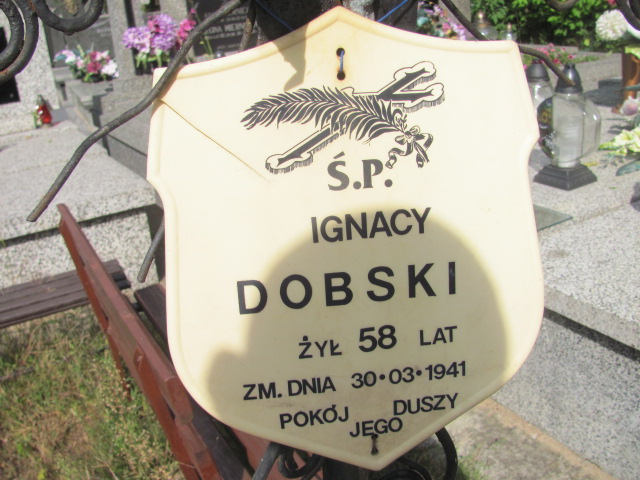 Ś.P.
IGNACY
DOBSKI
ŻYŁ 58 LAT
ZM. DNIA 30•03•1941
POKÓJ DUSZY
JEGO